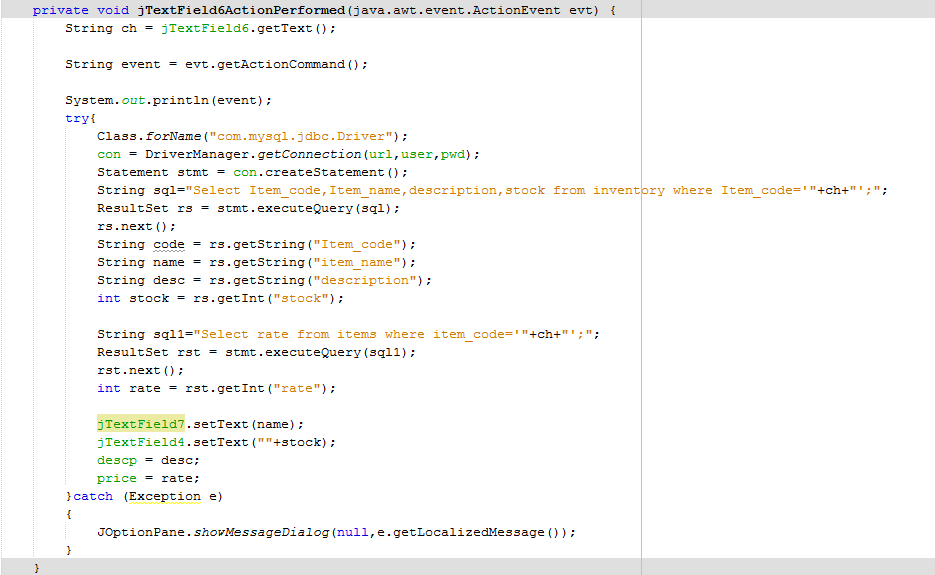 private void jTextField6ActionPerformed(java.awt.event.ActionEvent evt) {
String ch = jTextField6.getText();
String event = evt.getActionCommand();
System.out.println(event);
try{
Class.forName("com.mysql.jdbc.Driver");
con = DriverManager.getConnection(url,user,pwd);
Statement stmt = con.createStatement();
String sql="Select Item_code,Item_name,description,stock from inventory where Item_code='"+ch+"';";
ResultSet rs = stmt.executeQuery(sql);
rs.next();
String code = rs.getString("Item_code");
String name = rs.getString("item_name");
String desc = rs.getString("description");
int stock = rs.getInt("stock");
String sql1="Select rate from items where item_code='"+ch+"';";
ResultSet rst = stmt.executeQuery(sql1);
rst.next();
int rate = rst.getInt("rate");
jTextField7.setText(name);
jTextField4.setText(""+stock);
descp = desc;
price = rate;
}catch (Exception e)
{
JOptionPane.showMessageDialog(null,e.getLocalizedMessage());
}
}